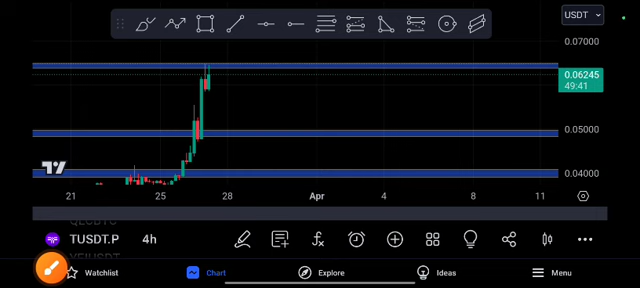 USDT
0.07000
0.06245
49:41
0.05000
0.04000
21 25 28 Apr 4 8 11
TUSDT.P 4h
Watchlist Chart Explore Ideas Menu